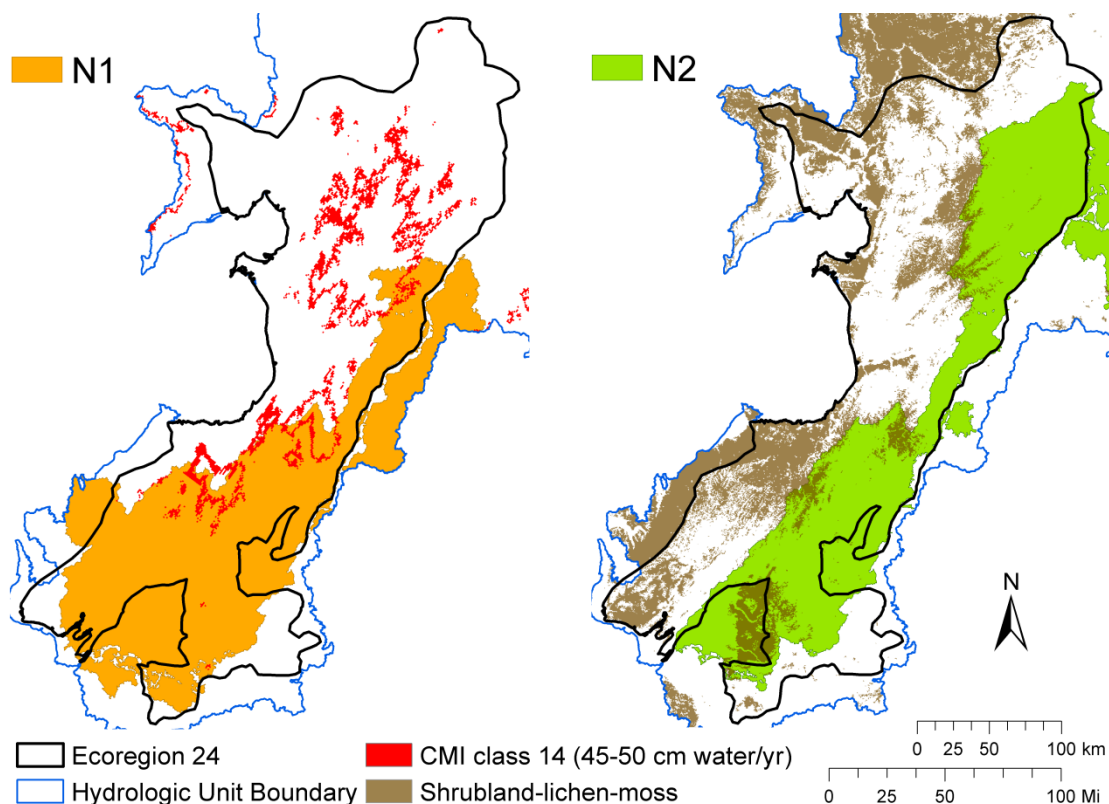 N1
N2
N
Ecoregion 24
CMI class 14 (45-50 cm water/yr)
Hydrologic Unit Boundary
Shrubland-lichen-moss
0 25 50 100 km
0 25 50 100 Mi